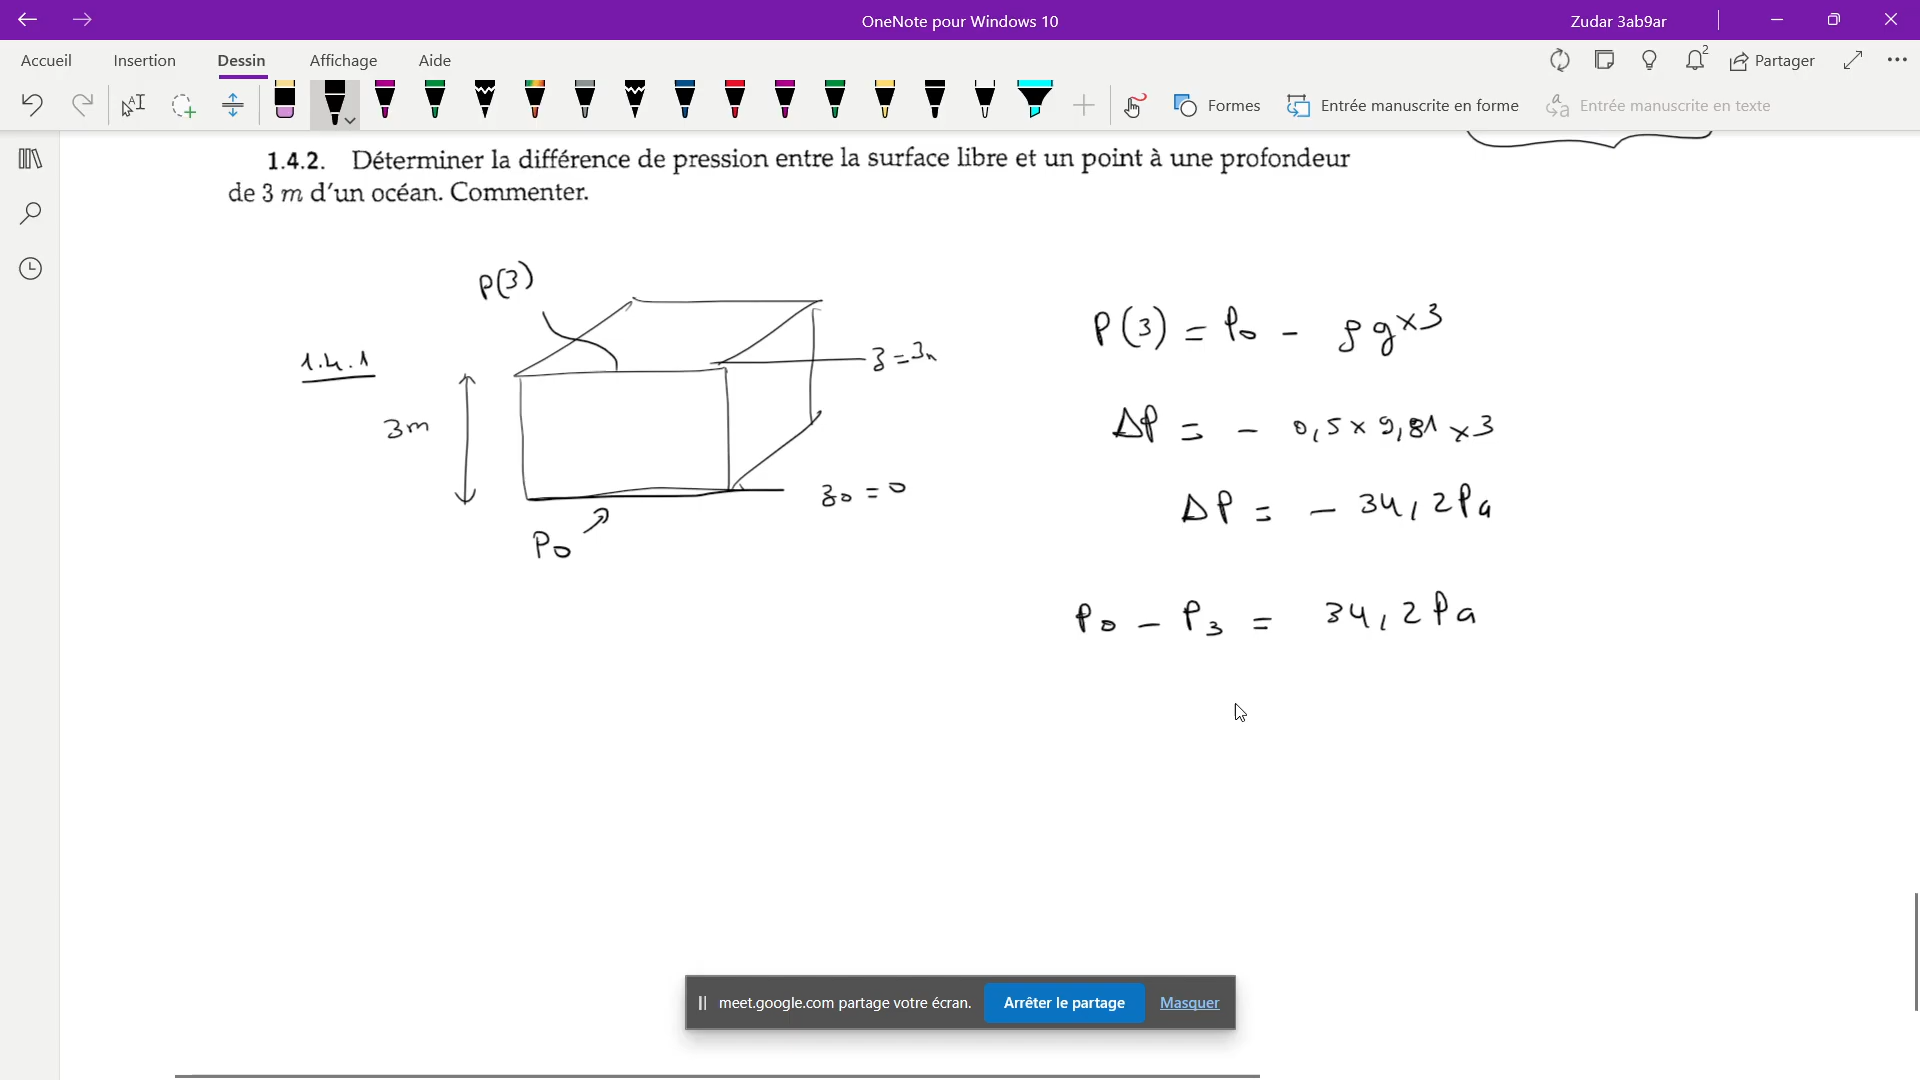 OneNote pour Windows 10
Zudar 3ab9ar
Accueil
Insertion
Dessin
Affichage
Aide
2
Partager
Formes
Entrée manuscrite en forme
Entrée manuscrite en texte
1.4.2. Déterminer la différence de pression entre la surface libre et un point à une profondeur
de 3 m d'un océan. Commenter.
P(3)
1.4.1
3m
z = 3m
z0 = 0
P0
P(3) = P0 - ρg×3
ΔP = - 0,5 × 9,81 × 3
ΔP = - 34,2 Pa
P0 - P3 = 34,2 Pa
meet.google.com partage votre écran.
Arrêter le partage
Masquer